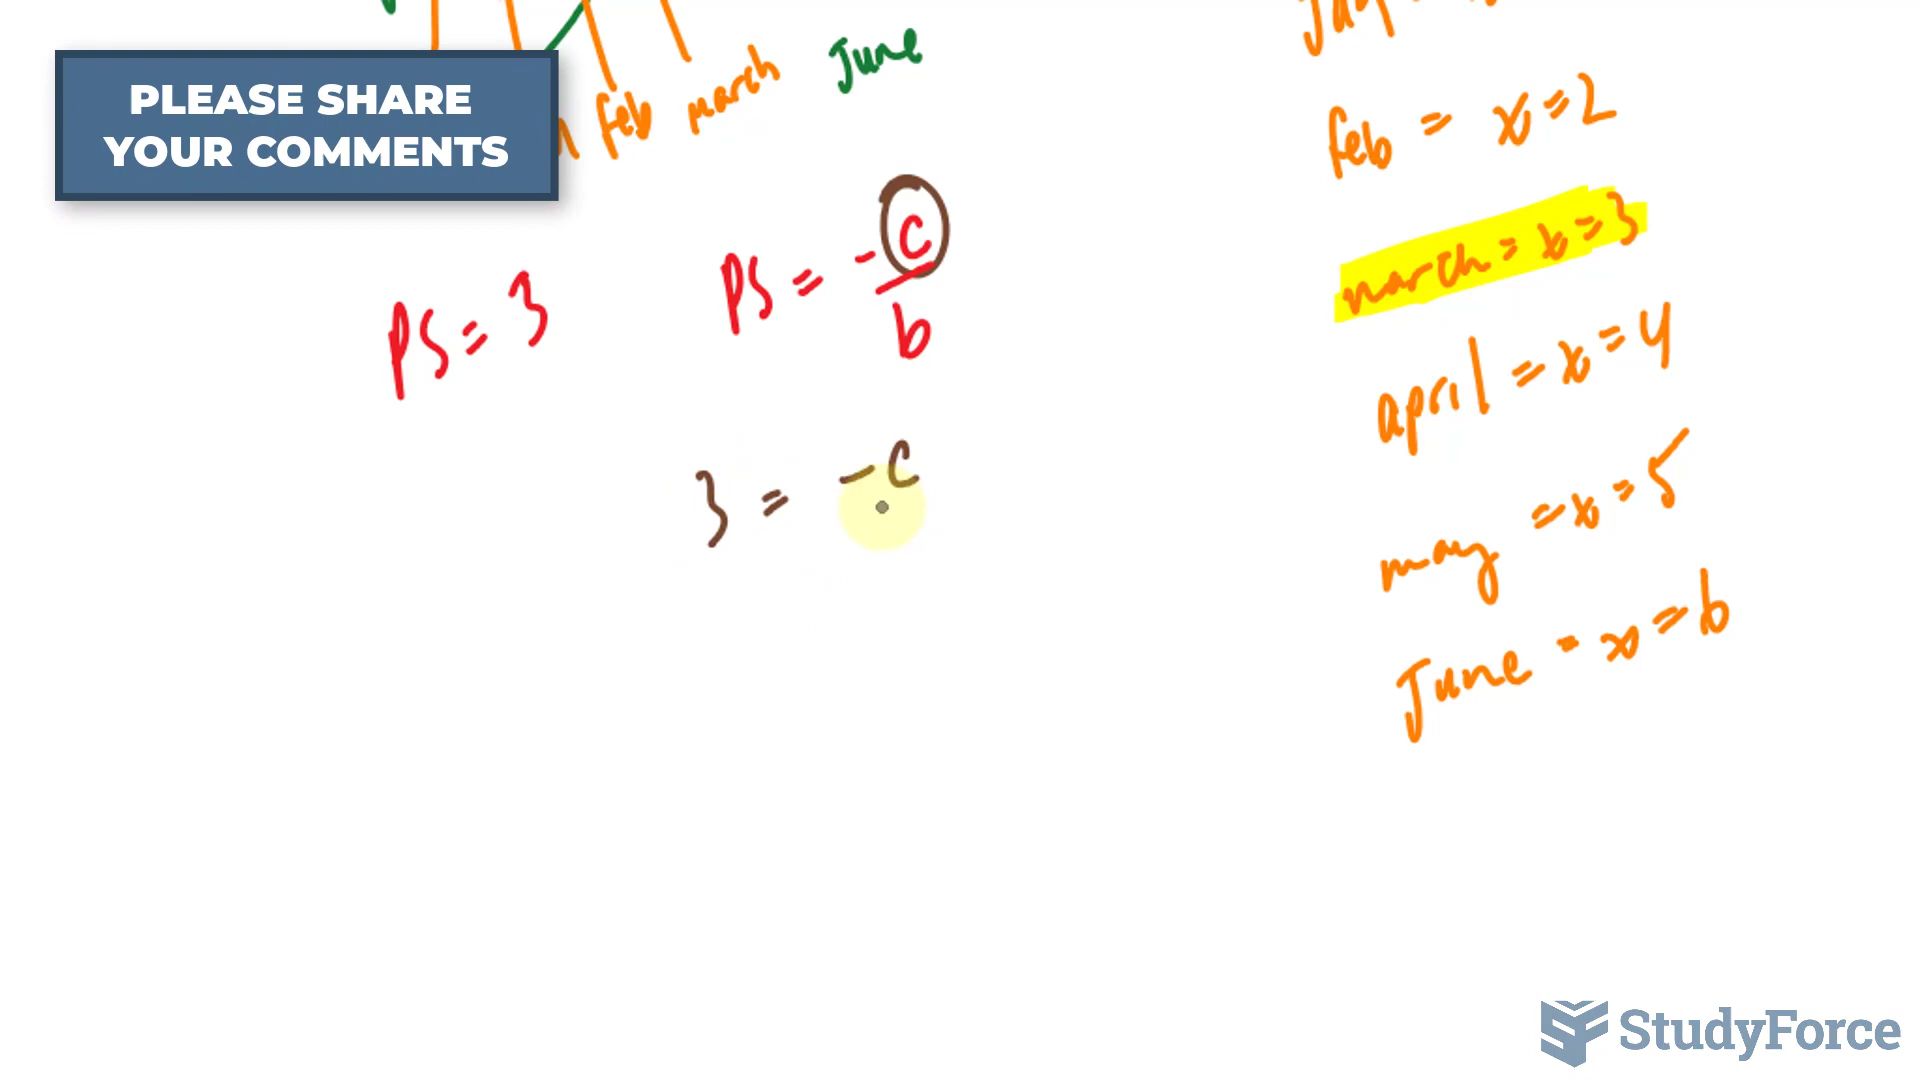 PLEASE SHARE
YOUR COMMENTS
feb march June
feb = x=2
PS = 3
PS = -c/b
march = x=3
april = x=4
3 = -c
may = x=5
June = x=6
StudyForce